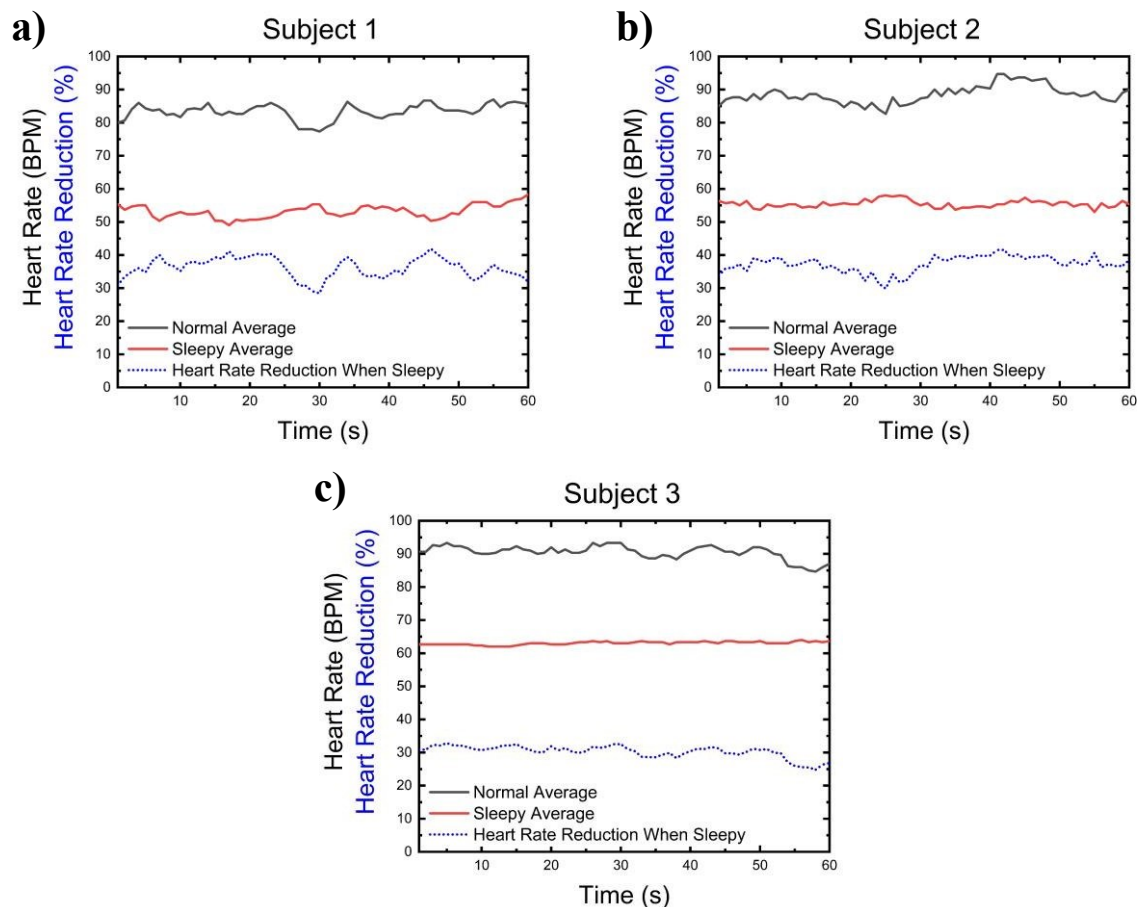 a)
Subject 1
Heart Rate (BPM)
Heart Rate Reduction (%)
100
90
80
70
60
50
40
30
20
10
0
Normal Average
Sleepy Average
Heart Rate Reduction When Sleepy
10 20 30 40 50 60
Time (s)
b)
Subject 2
Heart Rate (BPM)
Heart Rate Reduction (%)
100
90
80
70
60
50
40
30
20
10
0
Normal Average
Sleepy Average
Heart Rate Reduction When Sleepy
10 20 30 40 50 60
Time (s)
c)
Subject 3
Heart Rate (BPM)
Heart Rate Reduction (%)
100
90
80
70
60
50
40
30
20
10
0
Normal Average
Sleepy Average
Heart Rate Reduction When Sleepy
10 20 30 40 50 60
Time (s)